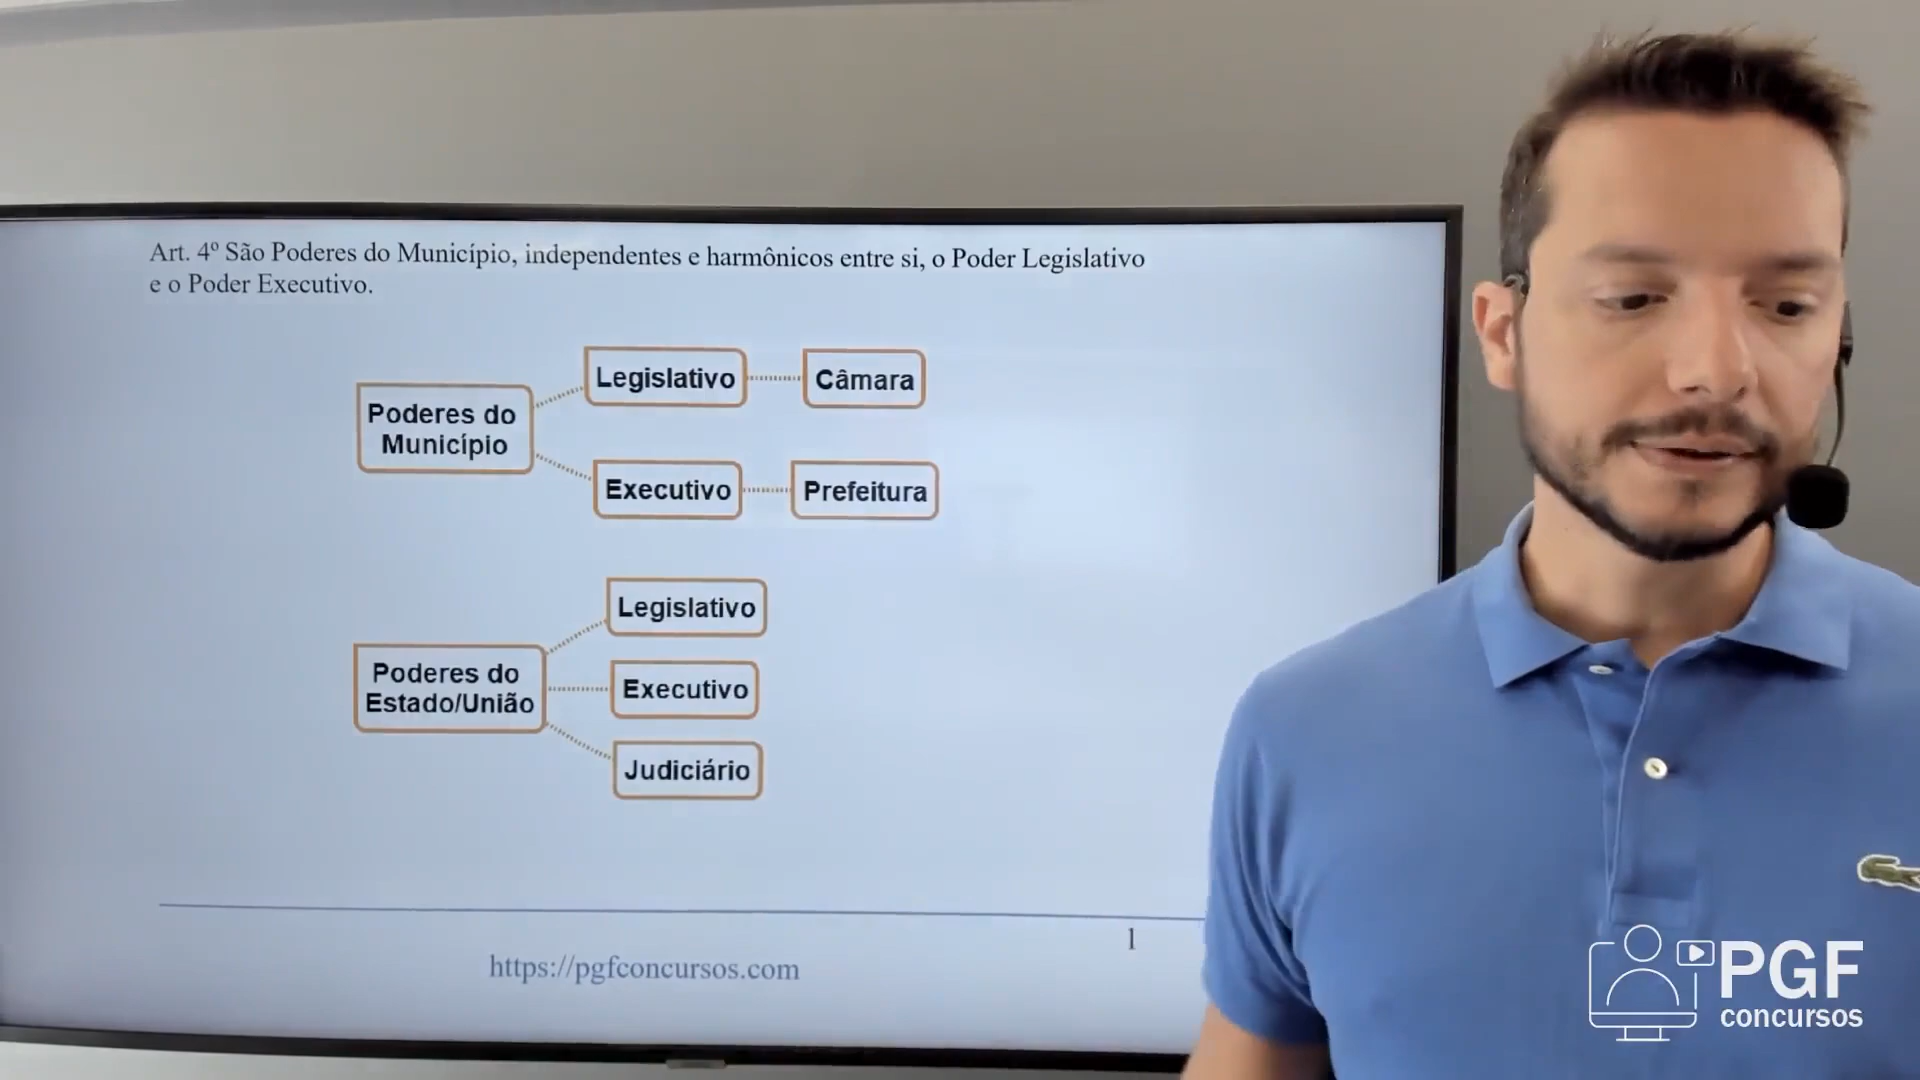 Art. 4º São Poderes do Município, independentes e harmônicos entre si, o Poder Legislativo
e o Poder Executivo.
Poderes do
Município
Legislativo
Câmara
Executivo
Prefeitura
Poderes do
Estado/União
Legislativo
Executivo
Judiciário
1
https://pgfconcursos.com
PGF
concursos